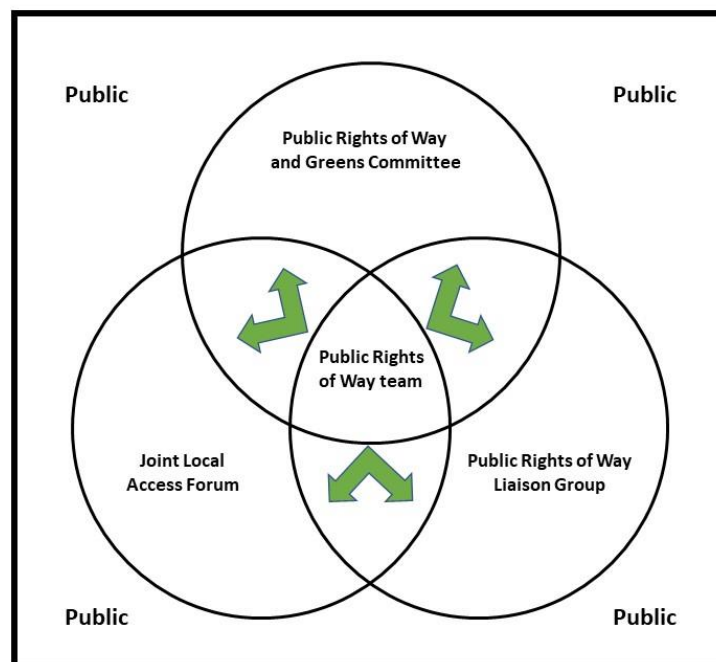 Public
Public
Public Rights of Way
and Greens Committee
Public Rights
of Way team
Joint Local
Access Forum
Public Rights of Way
Liaison Group
Public
Public